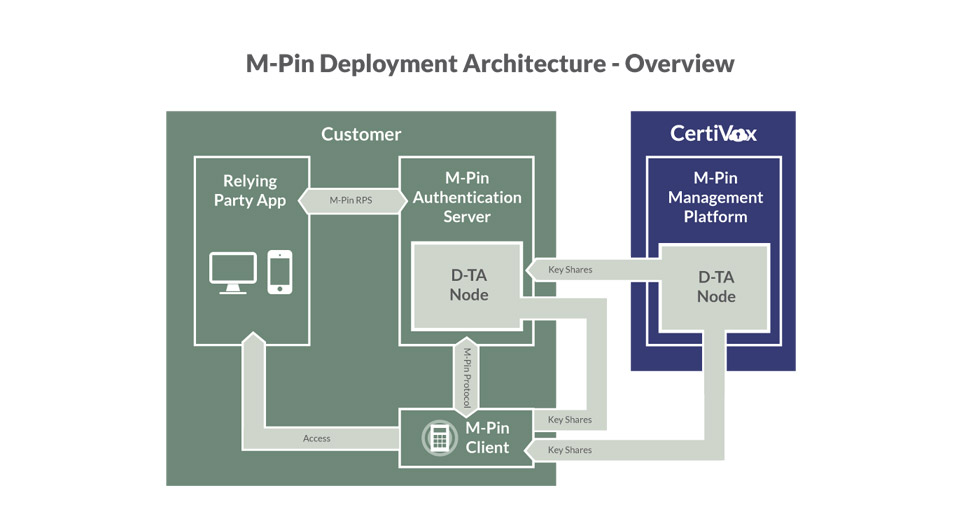 M-Pin Deployment Architecture - Overview
Customer
CertiVox
Relying
Party App
M-Pin RPS
M-Pin
Authentication
Server
M-Pin
Management
Platform
D-TA
Node
Key Shares
D-TA
Node
M-Pin Protocol
Key Shares
M-Pin
Client
Access
Key Shares